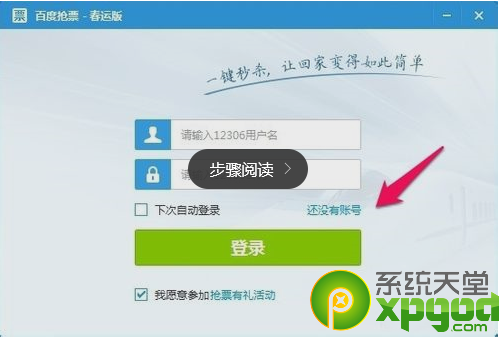 票 百度抢票 - 春运版
一键秒杀，让回家变得如此简单
请输入12306用户名
步骤阅读
下次自动登录 还没有账号
登录
我愿意参加抢票有礼活动
系统天堂
xpgod